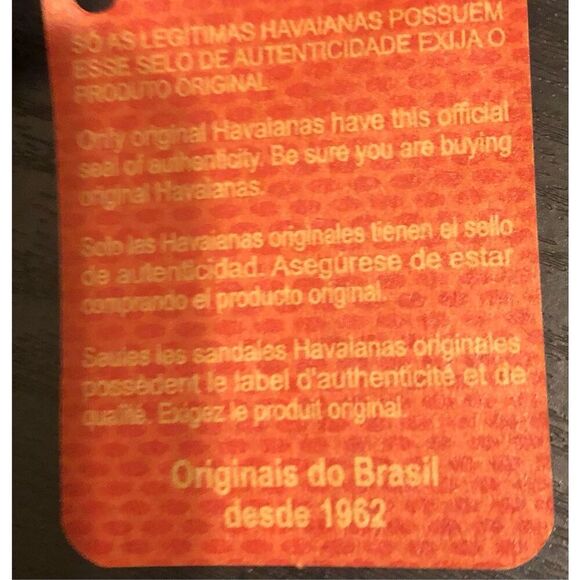 SÓ AS LEGÍTIMAS HAVAIANAS POSSUEM
ESSE SELO DE AUTENTICIDADE EXIJA O
PRODUTO ORIGINAL.
Only original Havaianas have this official
seal of authenticity. Be sure you are buying
original Havaianas.
Solo las Havaianas originales tienen el sello
de autenticidad. Asegúrese de estar
comprando el producto original.
Seules les sandales Havaianas originales
possèdent le label d'authenticité et de
qualité. Exigez le produit original.
Originais do Brasil
desde 1962